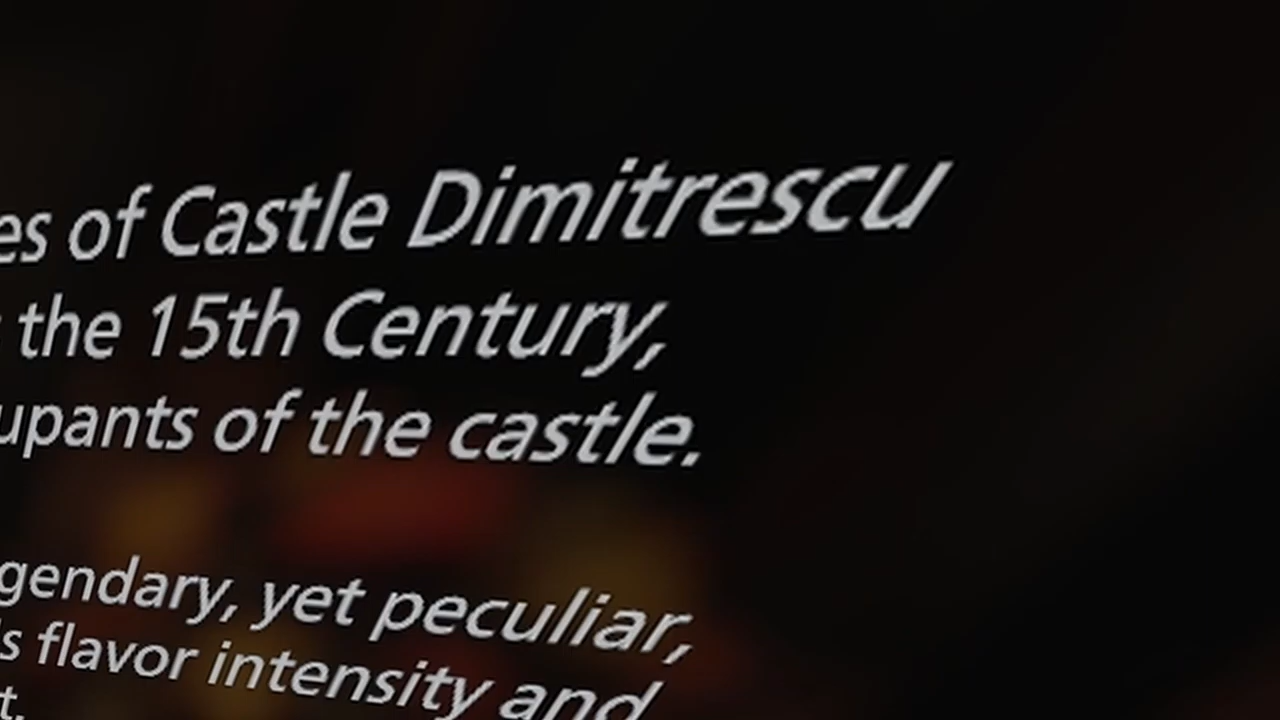 es of Castle Dimitrescu
the 15th Century,
upants of the castle.
gendary, yet peculiar,
s flavor intensity and
t.